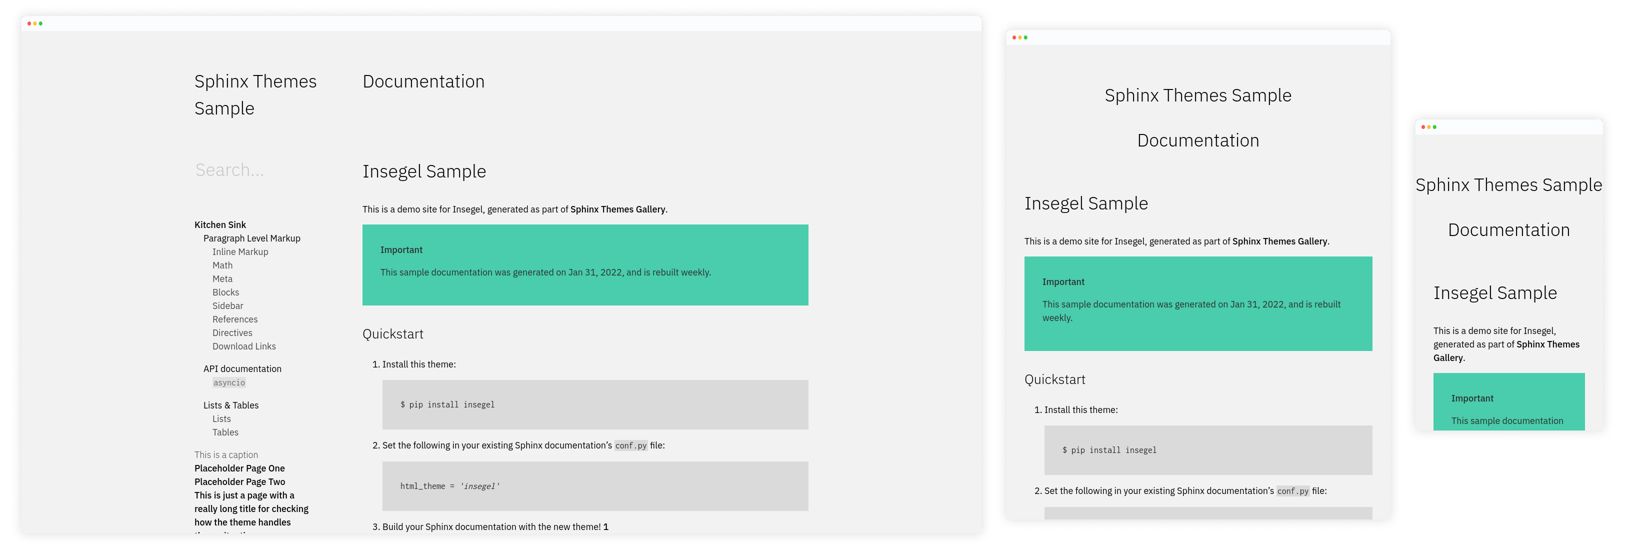 Sphinx Themes
Sample
Search...
Kitchen Sink
Paragraph Level Markup
Inline Markup
Math
Meta
Blocks
Sidebar
References
Directives
Download Links
API documentation
asyncio
Lists & Tables
Lists
Tables
This is a caption
Placeholder Page One
Placeholder Page Two
This is just a page with a
really long title for checking
how the theme handles
Documentation
Insegel Sample
This is a demo site for Insegel, generated as part of Sphinx Themes Gallery.
Important
This sample documentation was generated on Jan 31, 2022, and is rebuilt weekly.
Quickstart
1. Install this theme:
$ pip install insegel
2. Set the following in your existing Sphinx documentation’s conf.py file:
html_theme = 'insegel'
3. Build your Sphinx documentation with the new theme! 1
Sphinx Themes Sample
Documentation
Insegel Sample
This is a demo site for Insegel, generated as part of Sphinx Themes Gallery.
Important
This sample documentation was generated on Jan 31, 2022, and is rebuilt
weekly.
Quickstart
1. Install this theme:
$ pip install insegel
2. Set the following in your existing Sphinx documentation’s conf.py file:
Sphinx Themes Sample
Documentation
Insegel Sample
This is a demo site for Insegel,
generated as part of Sphinx Themes
Gallery.
Important
This sample documentation